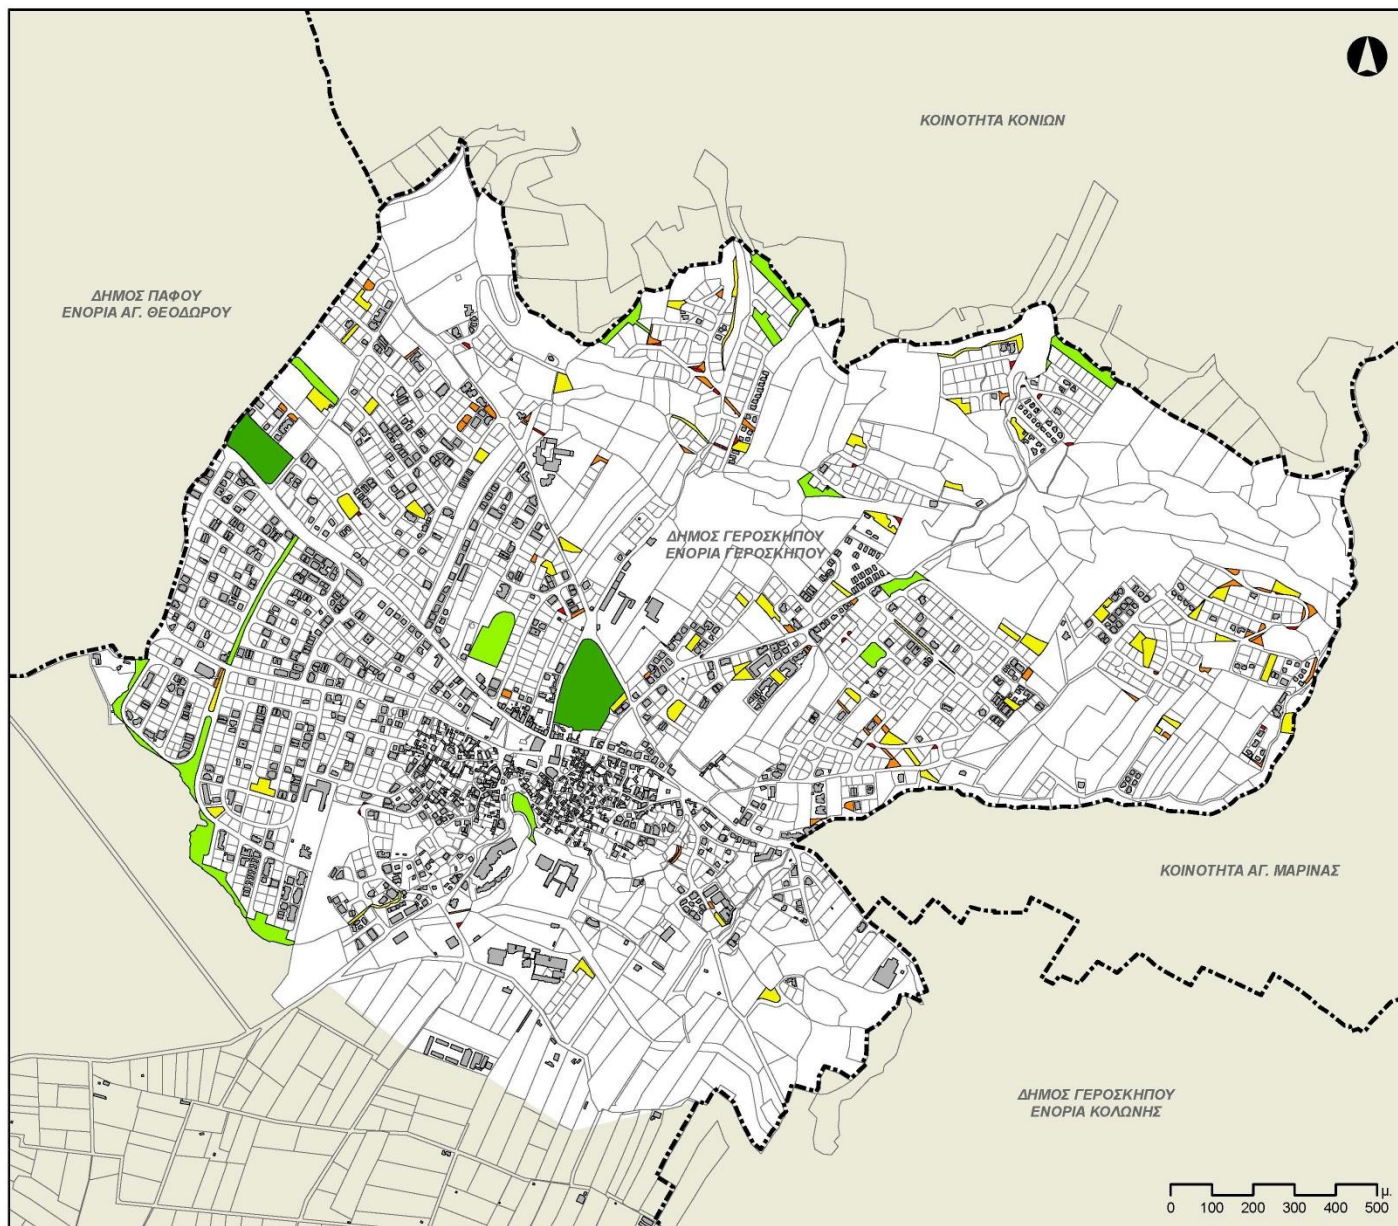 ΚΟΙΝΟΤΗΤΑ ΚΟΝΙΩΝ
ΔΗΜΟΣ ΠΑΦΟΥ
ΕΝΟΡΙΑ ΑΓ. ΘΕΟΔΩΡΟΥ
ΔΗΜΟΣ ΓΕΡΟΣΚΗΠΟΥ
ΕΝΟΡΙΑ ΓΕΡΟΣΚΗΠΟΥ
ΚΟΙΝΟΤΗΤΑ ΑΓ. ΜΑΡΙΝΑΣ
ΔΗΜΟΣ ΓΕΡΟΣΚΗΠΟΥ
ΕΝΟΡΙΑ ΚΟΛΩΝΗΣ
μ.
0 100 200 300 400 500